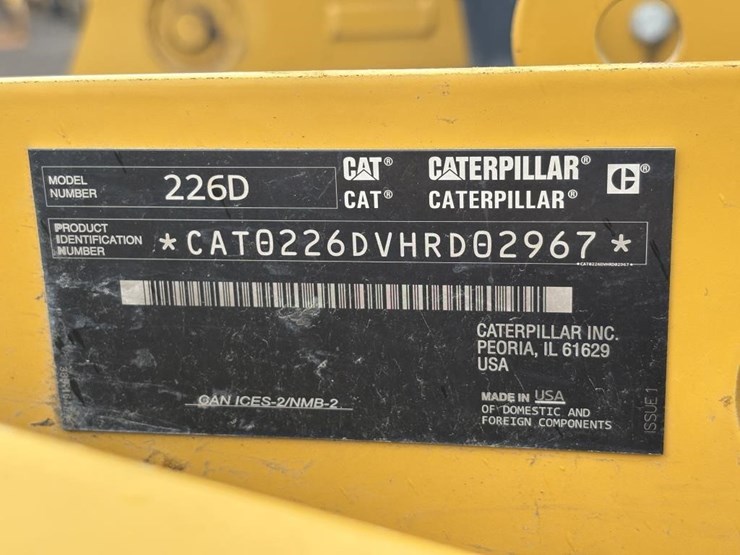 MODEL NUMBER 226D
CAT® CATERPILLAR®
CAT® CATERPILLAR®
PRODUCT IDENTIFICATION NUMBER *CAT0226DVHRD02967*
*CAT0226DVHRD02967*
CATERPILLAR INC.
PEORIA, IL 61629
USA
CAN ICES-2/NMB-2
MADE IN USA
OF DOMESTIC AND
FOREIGN COMPONENTS
ISSUE 1